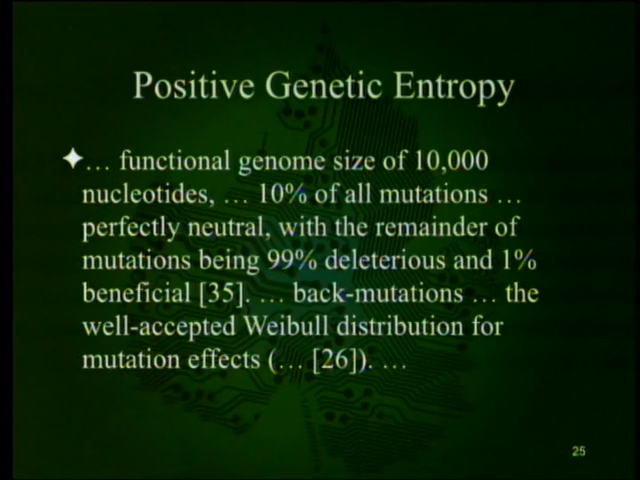 Positive Genetic Entropy
… functional genome size of 10,000
nucleotides, … 10% of all mutations …
perfectly neutral, with the remainder of
mutations being 99% deleterious and 1%
beneficial [35]. … back-mutations … the
well-accepted Weibull distribution for
mutation effects (… [26]). …
25